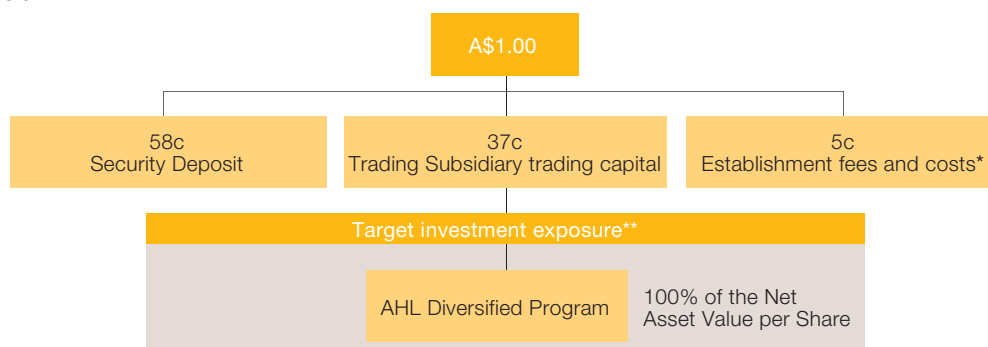 A$1.00
58c
Security Deposit
37c
Trading Subsidiary trading capital
5c
Establishment fees and costs*
Target investment exposure**
AHL Diversified Program
100% of the Net
Asset Value per Share